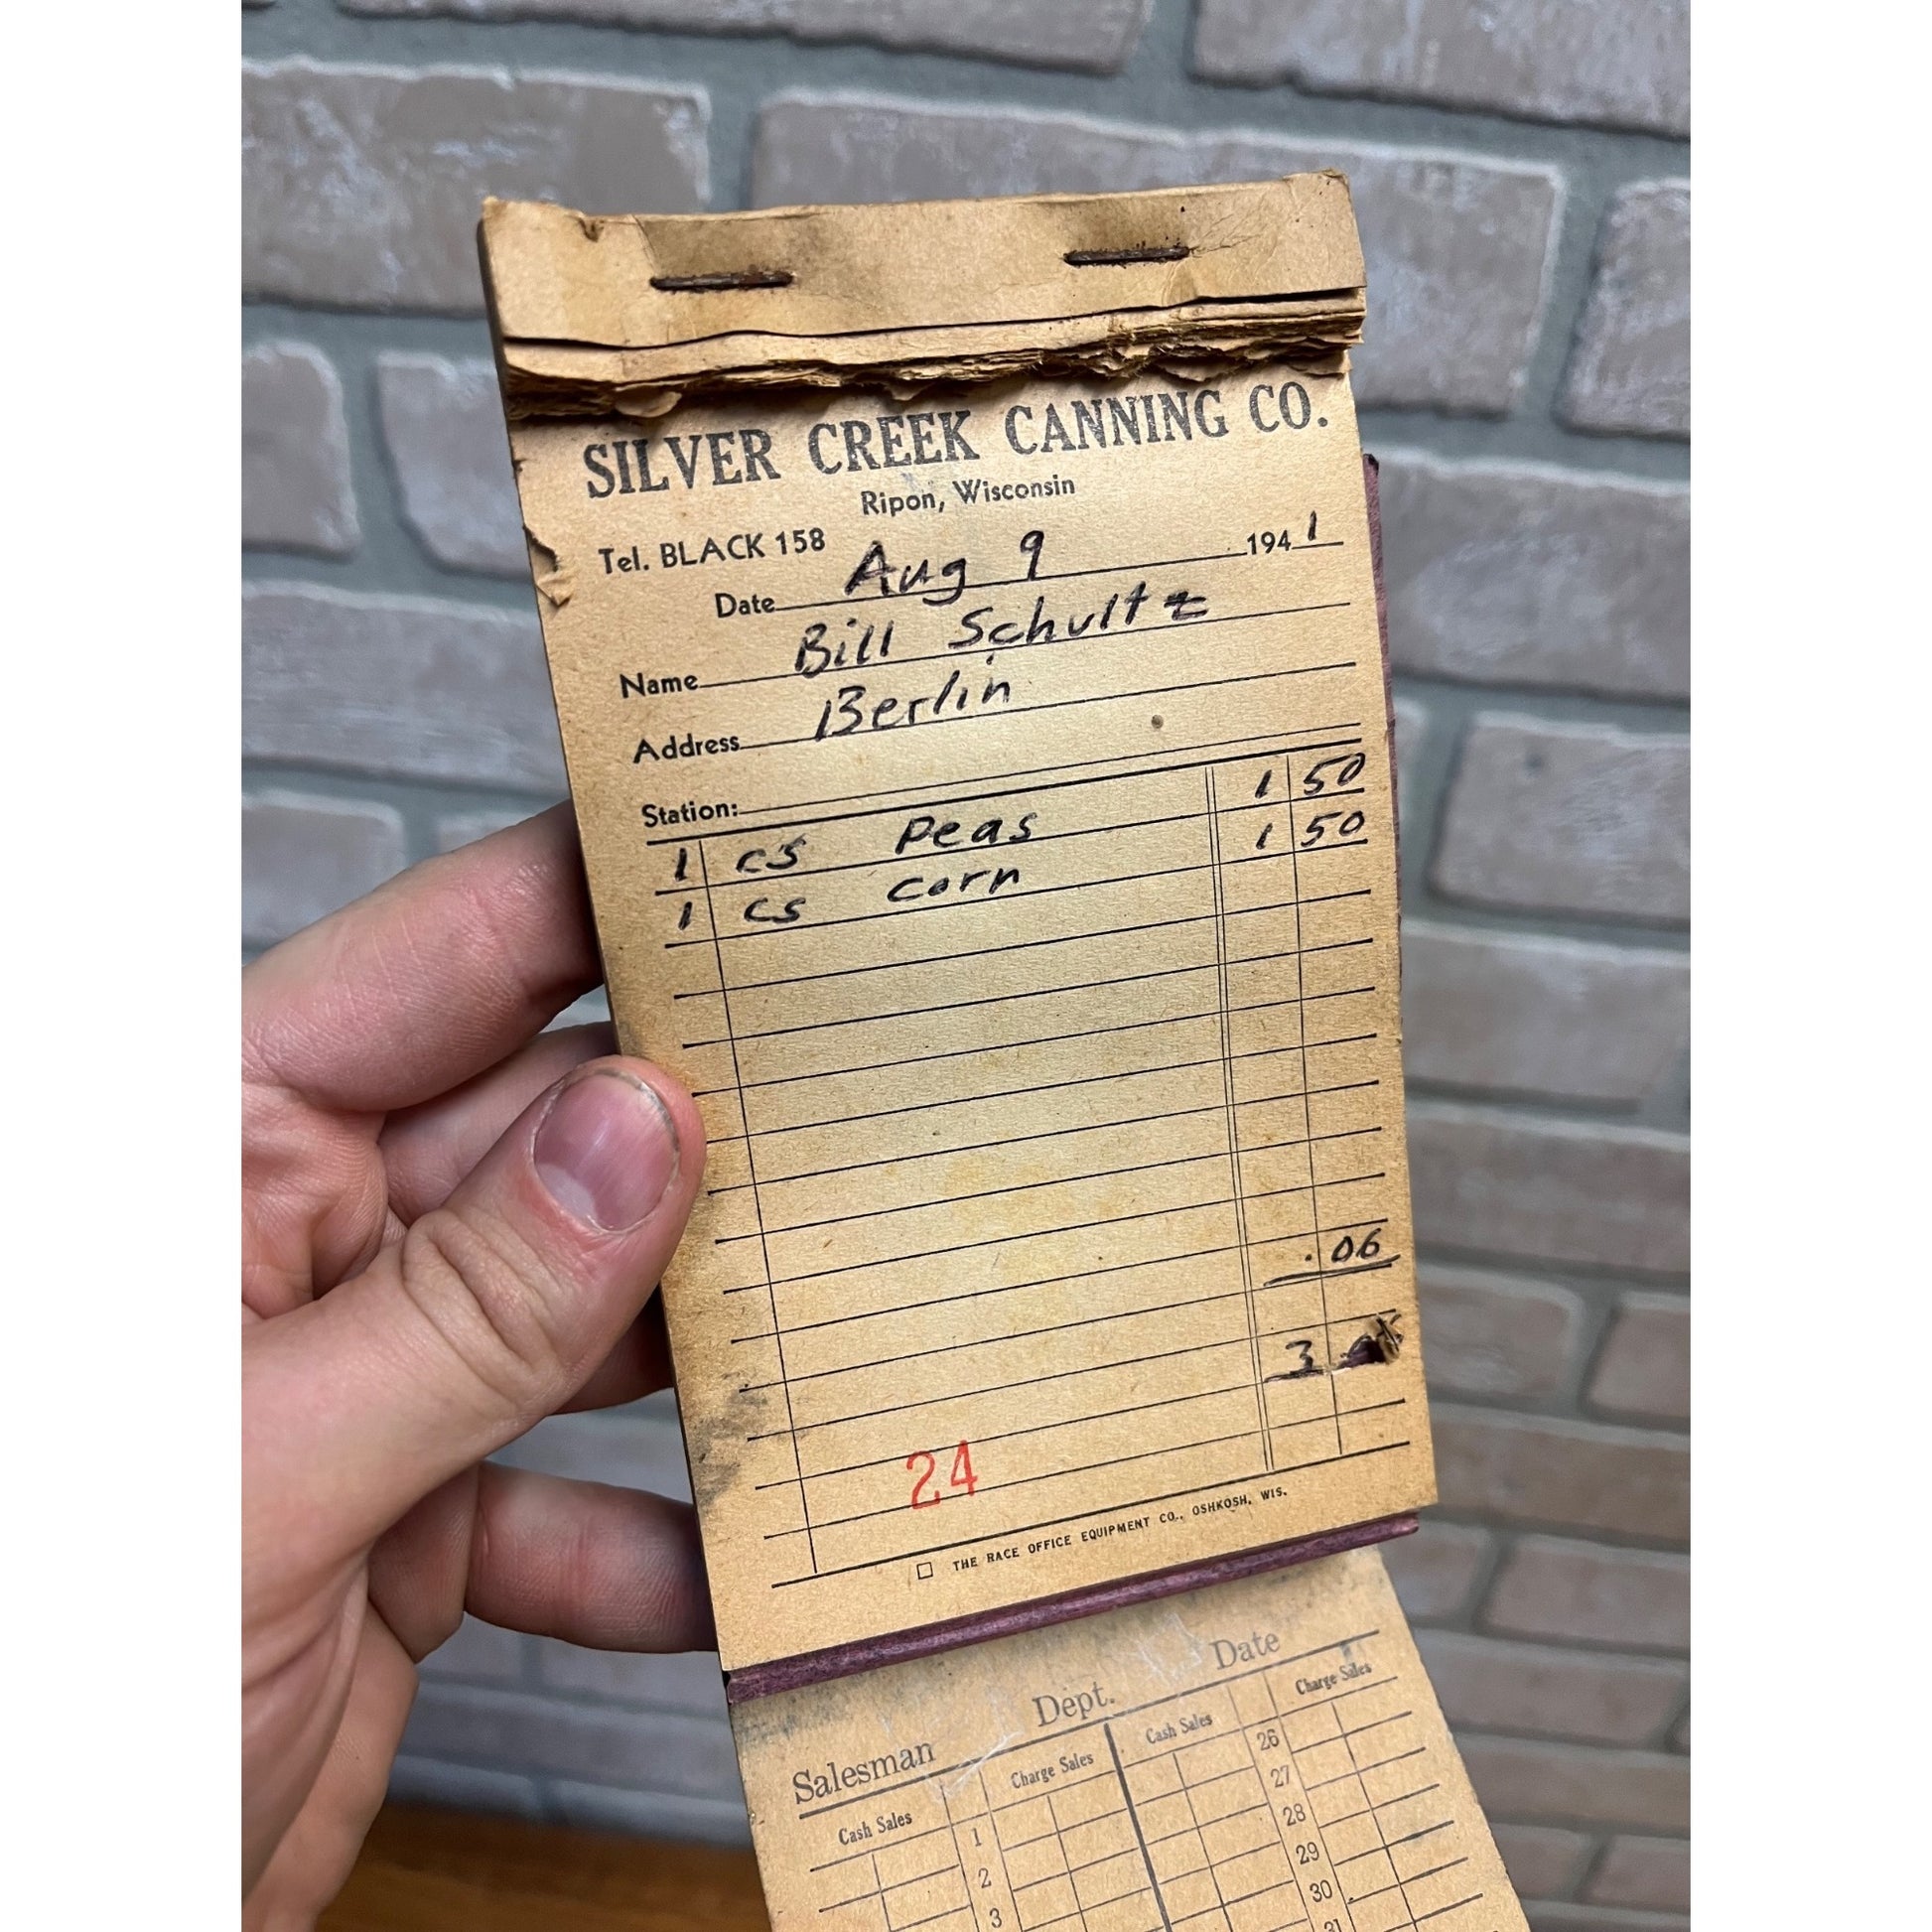 SILVER CREEK CANNING CO.
Ripon, Wisconsin
Tel. BLACK 158
Date Aug 9 1941
Name Bill Schultz
Address Berlin
Station:
1 cs Peas 1 50
1 cs corn 1 50
.06
3
24
THE RACE OFFICE EQUIPMENT CO., OSHKOSH, WIS.
Salesman Dept. Date
Cash Sales Charge Sales Cash Sales Charge Sales
1 26
2 27
3 28
29
30
31